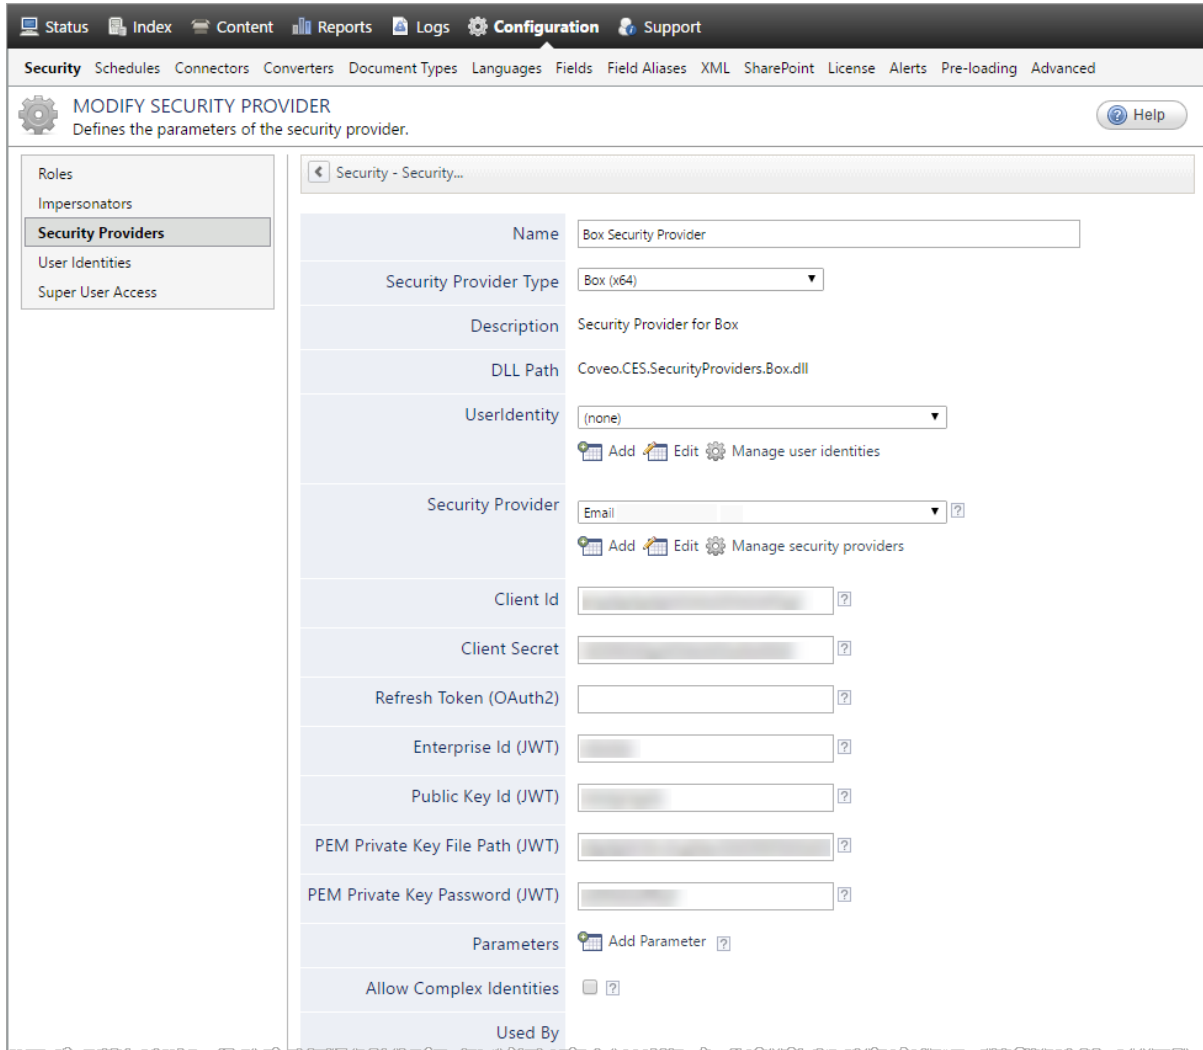 Status Index Content Reports Logs Configuration Support
Security Schedules Connectors Converters Document Types Languages Fields Field Aliases XML SharePoint License Alerts Pre-loading Advanced
MODIFY SECURITY PROVIDER
Defines the parameters of the security provider.
Help
Roles
Impersonators
Security Providers
User Identities
Super User Access
Security - Security...
Name Box Security Provider
Security Provider Type Box (x64)
Description Security Provider for Box
DLL Path Coveo.CES.SecurityProviders.Box.dll
UserIdentity (none)
Add Edit Manage user identities
Security Provider Email ?
Add Edit Manage security providers
Client Id ?
Client Secret ?
Refresh Token (OAuth2) ?
Enterprise Id (JWT) ?
Public Key Id (JWT) ?
PEM Private Key File Path (JWT) ?
PEM Private Key Password (JWT) ?
Parameters Add Parameter ?
Allow Complex Identities ?
Used By